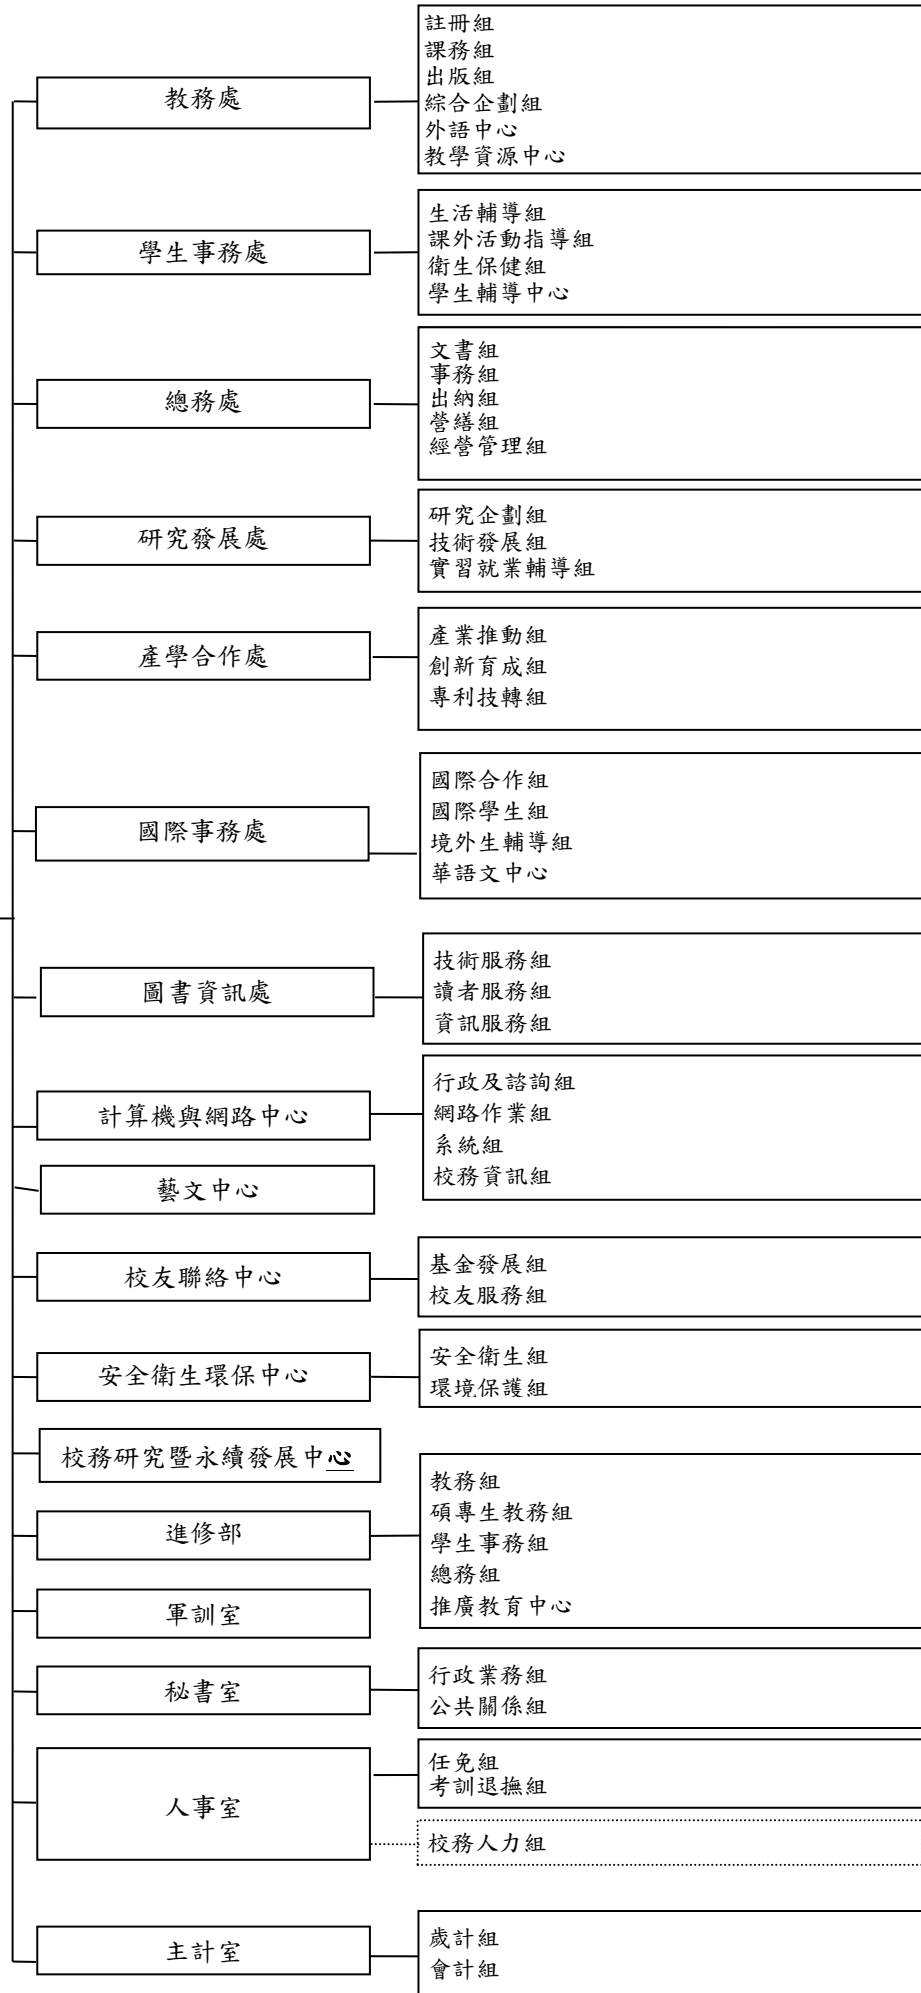 教務處
註冊組
課務組
出版組
綜合企劃組
外語中心
教學資源中心
學生事務處
生活輔導組
課外活動指導組
衛生保健組
學生輔導中心
總務處
文書組
事務組
出納組
營繕組
經營管理組
研究發展處
研究企劃組
技術發展組
實習就業輔導組
產學合作處
產業推動組
創新育成組
專利技轉組
國際事務處
國際合作組
國際學生組
境外生輔導組
華語文中心
圖書資訊處
技術服務組
讀者服務組
資訊服務組
計算機與網路中心
行政及諮詢組
網路作業組
系統組
校務資訊組
藝文中心
校友聯絡中心
基金發展組
校友服務組
安全衛生環保中心
安全衛生組
環境保護組
校務研究暨永續發展中心
進修部
教務組
碩專生教務組
學生事務組
總務組
推廣教育中心
軍訓室
秘書室
行政業務組
公共關係組
人事室
任免組
考訓退撫組
校務人力組
主計室
歲計組
會計組